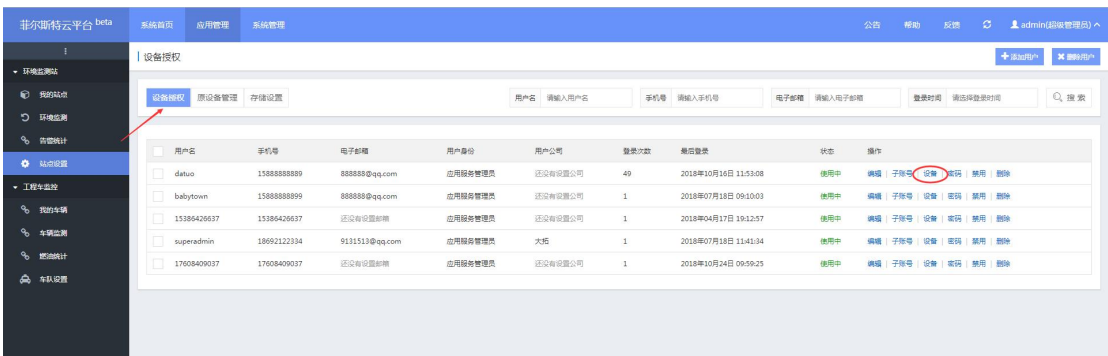 菲尔斯特云平台 beta 系统首页 应用管理 系统管理 公告 帮助 反馈 admin(超级管理员)
设备授权 添加用户 删除用户
环境监测站
我的站点
环境监测
告警统计
站点设置
工程车监控
我的车辆
车辆监测
燃油统计
车队设置
设备授权 原设备管理 存储设置 用户名 请输入用户名 手机号 请输入手机号 电子邮箱 请输入电子邮箱 登录时间 请选择登录时间 搜索
用户名 手机号 电子邮箱 用户身份 用户公司 登录次数 最后登录 状态 操作
datuo 15888888889 888888@qq.com 应用服务管理员 还没有设置公司 49 2018年10月16日 11:53:08 使用中 编辑 | 子账号 | 设备 | 密码 | 禁用 | 删除
babytown 15888888899 888888@qq.com 应用服务管理员 还没有设置公司 1 2018年07月18日 09:10:03 使用中 编辑 | 子账号 | 设备 | 密码 | 禁用 | 删除
15386426637 15386426637 还没有设置邮箱 应用服务管理员 还没有设置公司 1 2018年04月17日 19:12:57 使用中 编辑 | 子账号 | 设备 | 密码 | 禁用 | 删除
superadmin 18692122334 9131513@qq.com 应用服务管理员 大拓 1 2018年07月18日 11:41:34 使用中 编辑 | 子账号 | 设备 | 密码 | 禁用 | 删除
17608409037 17608409037 还没有设置邮箱 应用服务管理员 还没有设置公司 1 2018年10月24日 09:59:25 使用中 编辑 | 子账号 | 设备 | 密码 | 禁用 | 删除